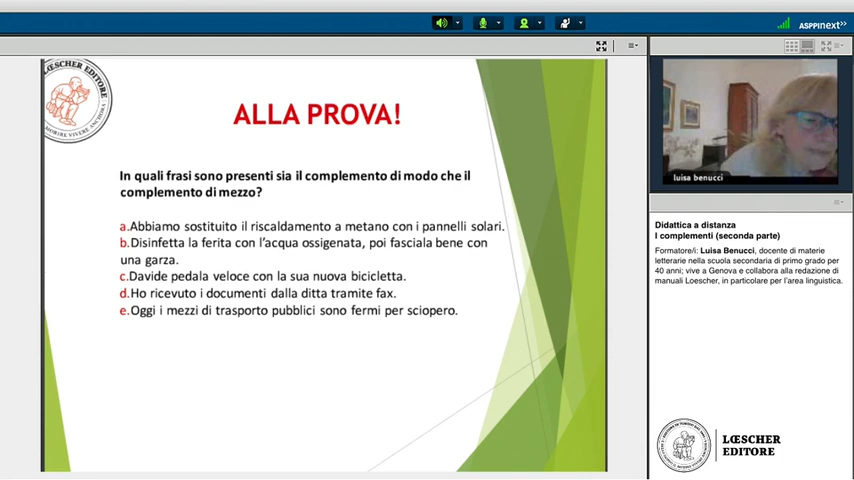 ASPPINEXT>>
LŒSCHER EDITORE
MORIRE VIVERE ANCHORA
ALLA PROVA!
In quali frasi sono presenti sia il complemento di modo che il
complemento di mezzo?
a.Abbiamo sostituito il riscaldamento a metano con i pannelli solari.
b.Disinfetta la ferita con l'acqua ossigenata, poi fasciala bene con
una garza.
c.Davide pedala veloce con la sua nuova bicicletta.
d.Ho ricevuto i documenti dalla ditta tramite fax.
e.Oggi i mezzi di trasporto pubblici sono fermi per sciopero.
luisa benucci
Didattica a distanza
I complementi (seconda parte)
Formatore/i: Luisa Benucci, docente di materie
letterarie nella scuola secondaria di primo grado per
40 anni; vive a Genova e collabora alla redazione di
manuali Loescher, in particolare per l'area linguistica.
LŒSCHER
EDITORE